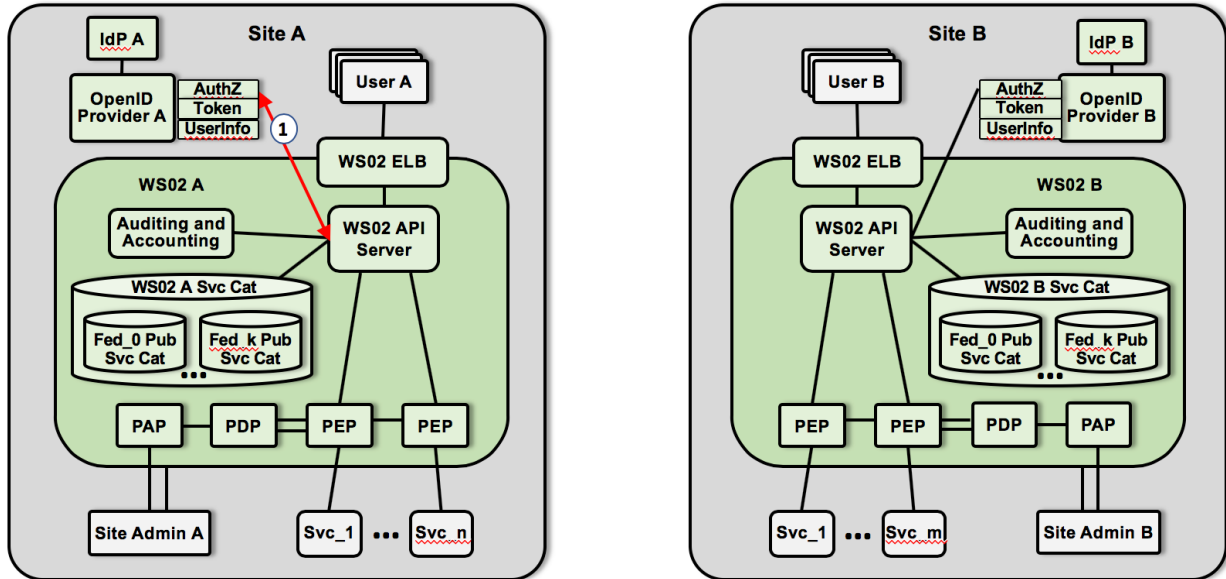 Site A
IdP A
OpenID
Provider A
AuthZ
Token
UserInfo
1
User A
WS02 ELB
WS02 A
WS02 API
Server
Auditing and
Accounting
WS02 A Svc Cat
Fed_0 Pub
Svc Cat
...
Fed_k Pub
Svc Cat
PAP
PDP
PEP
PEP
Site Admin A
Svc_1
...
Svc_n
Site B
IdP B
User B
AuthZ
Token
UserInfo
OpenID
Provider B
WS02 ELB
WS02 B
WS02 API
Server
Auditing and
Accounting
WS02 B Svc Cat
Fed_0 Pub
Svc Cat
...
Fed_k Pub
Svc Cat
PEP
PEP
PDP
PAP
Svc_1
...
Svc_m
Site Admin B